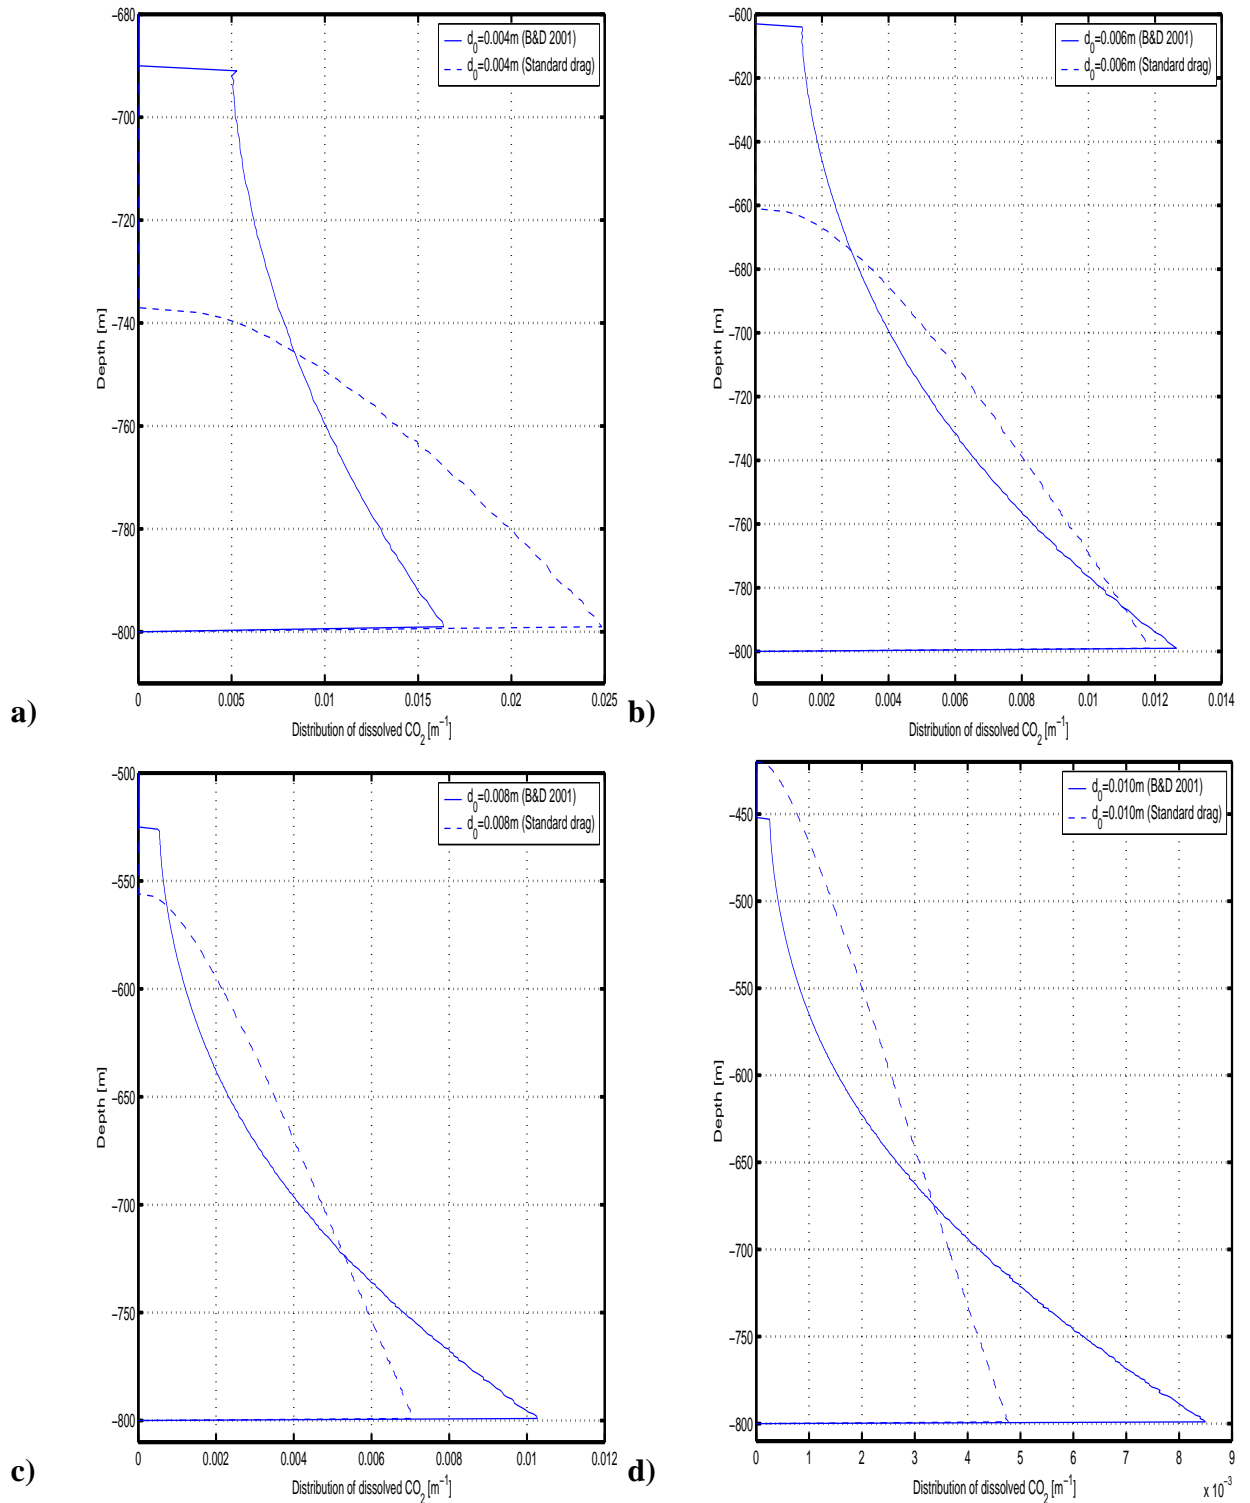 −680
−700
−720
−740
−760
−780
−800
0 0.005 0.01 0.015 0.02 0.025
Depth [m]
Distribution of dissolved CO2 [m−1]
d0=0.004m (B&D 2001)
d0=0.004m (Standard drag)
a)
−600
−620
−640
−660
−680
−700
−720
−740
−760
−780
−800
0 0.002 0.004 0.006 0.008 0.01 0.012 0.014
Depth [m]
Distribution of dissolved CO2 [m−1]
d0=0.006m (B&D 2001)
d0=0.006m (Standard drag)
b)
−500
−550
−600
−650
−700
−750
−800
0 0.002 0.004 0.006 0.008 0.01 0.012
Depth [m]
Distribution of dissolved CO2 [m−1]
d0=0.008m (B&D 2001)
d0=0.008m (Standard drag)
c)
−450
−500
−550
−600
−650
−700
−750
−800
0 1 2 3 4 5 6 7 8 9
x 10−3
Depth [m]
Distribution of dissolved CO2 [m−1]
d0=0.010m (B&D 2001)
d0=0.010m (Standard drag)
d)